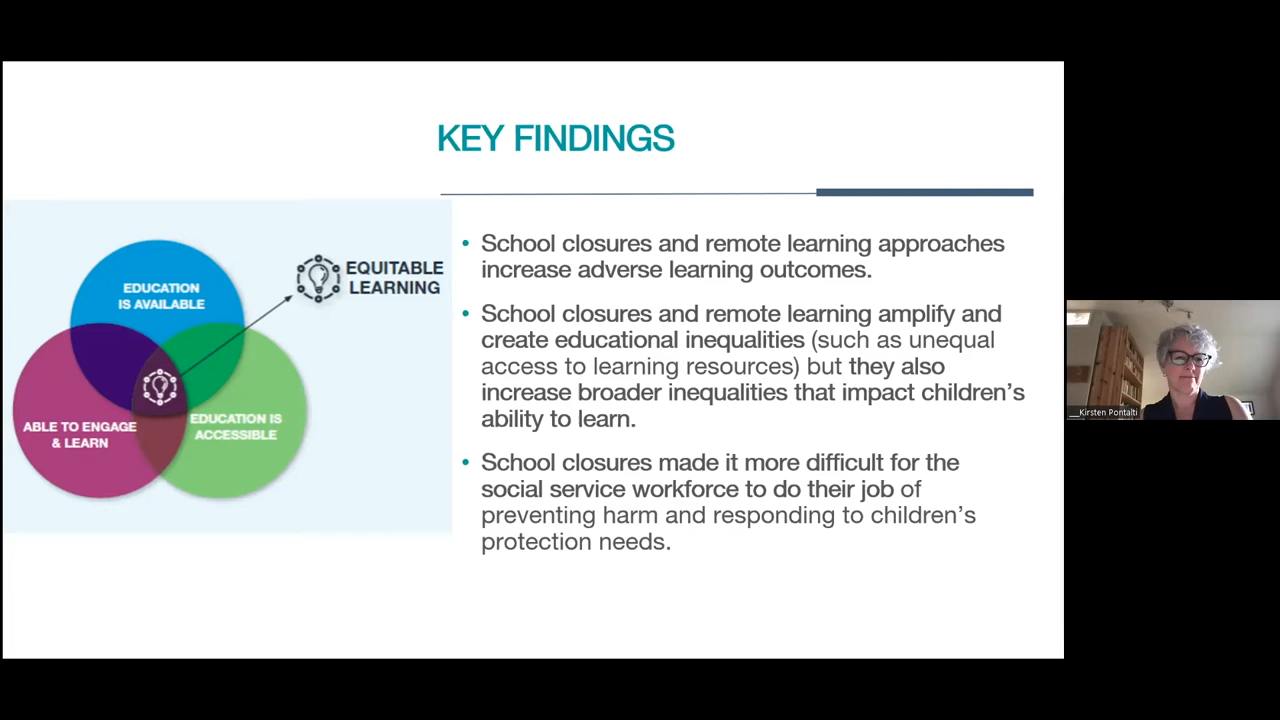 KEY FINDINGS
EDUCATION
IS AVAILABLE
EQUITABLE
LEARNING
ABLE TO ENGAGE
& LEARN
EDUCATION IS
ACCESSIBLE
• School closures and remote learning approaches
increase adverse learning outcomes.
• School closures and remote learning amplify and
create educational inequalities (such as unequal
access to learning resources) but they also
increase broader inequalities that impact children’s
ability to learn.
• School closures made it more difficult for the
social service workforce to do their job of
preventing harm and responding to children’s
protection needs.
__Kirsten Pontalti